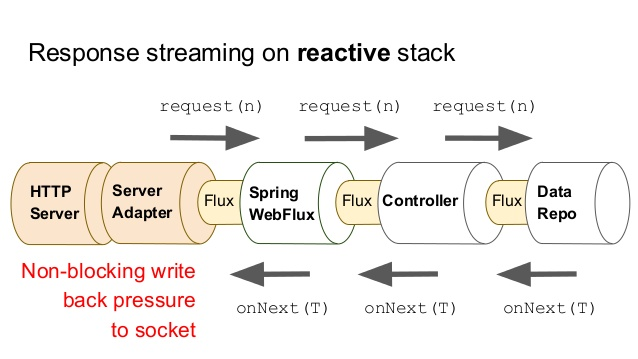 Response streaming on reactive stack
request(n) request(n) request(n)
HTTP Server
Server Adapter
Flux
Spring WebFlux
Flux
Controller
Flux
Data Repo
Non-blocking write
back pressure
to socket
onNext(T) onNext(T) onNext(T)